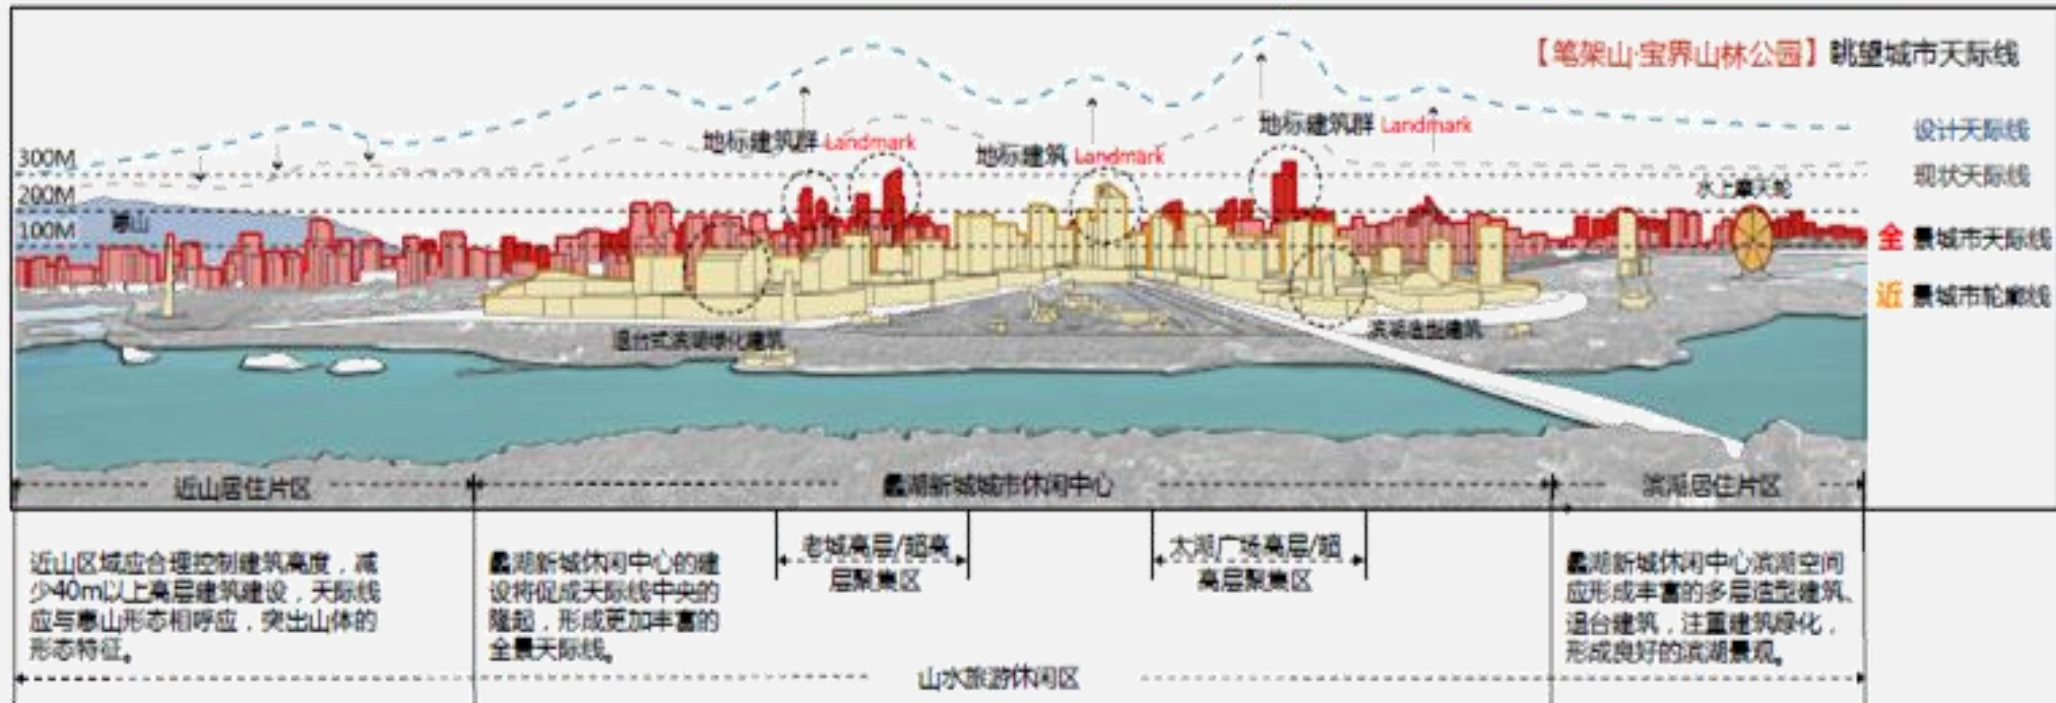 【笔架山·宝界山林公园】眺望城市天际线
设计天际线
现状天际线
全 景城市天际线
近 景城市轮廓线
300M
200M
100M
惠山
地标建筑群 Landmark
地标建筑 Landmark
地标建筑群 Landmark
水上摩天轮
退台式滨湖绿化建筑
滨湖造型建筑
近山居住片区
蠡湖新城城市休闲中心
滨湖居住片区
近山区域应合理控制建筑高度，减
少40m以上高层建筑建设，天际线
应与惠山形态相呼应，突出山体的
形态特征。
蠡湖新城休闲中心的建
设将促成天际线中央的
隆起，形成更加丰富的
全景天际线。
老城高层/超高
层聚集区
太湖广场高层/超
高层聚集区
蠡湖新城休闲中心滨湖空间
应形成丰富的多层造型建筑、
退台建筑，注重建筑绿化，
形成良好的滨湖景观。
山水旅游休闲区